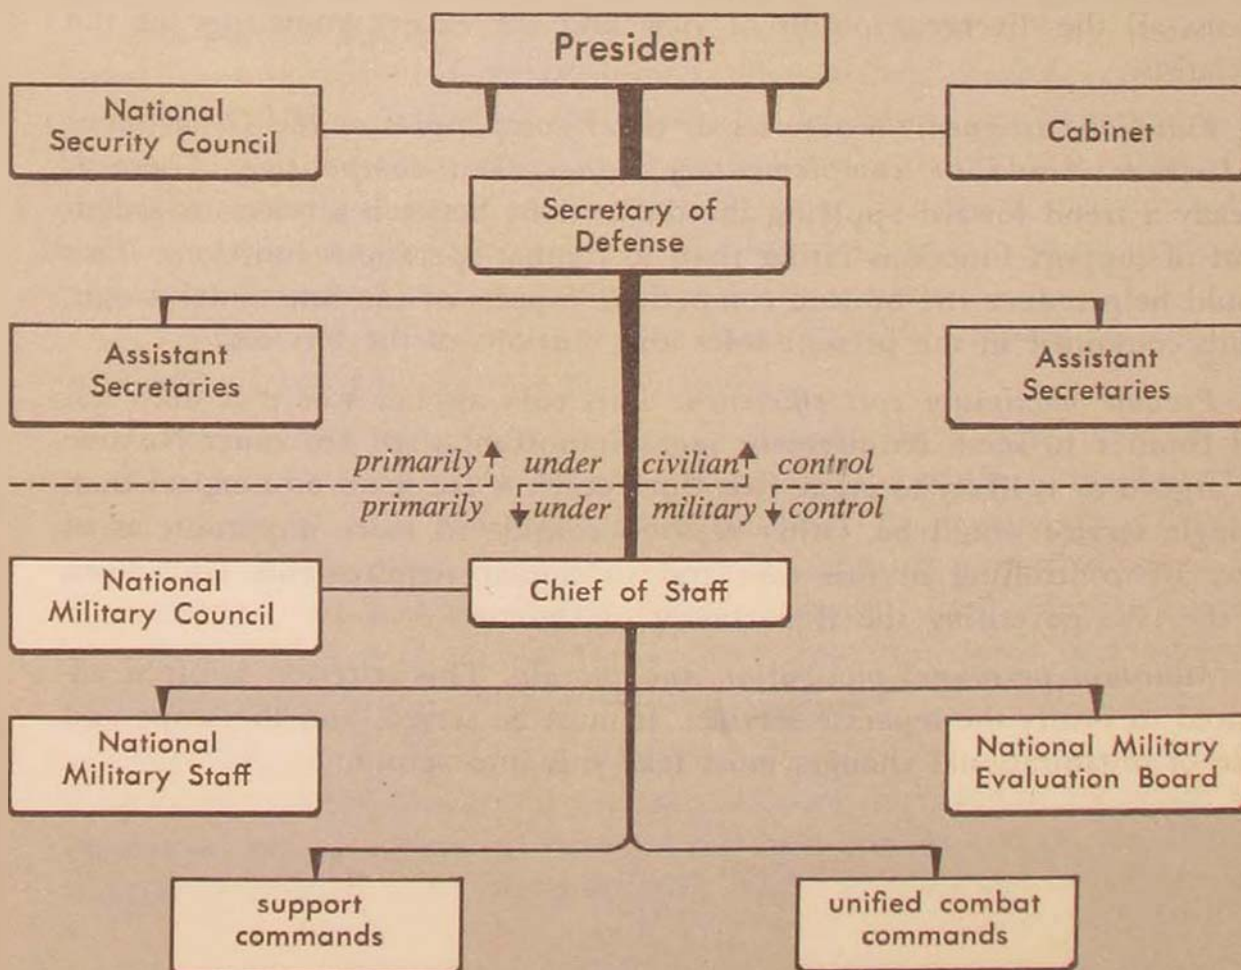 President
National
Security Council
Cabinet
Secretary of
Defense
Assistant
Secretaries
Assistant
Secretaries
primarily under civilian control
primarily under military control
National
Military Council
Chief of Staff
National
Military Staff
National Military
Evaluation Board
support
commands
unified combat
commands